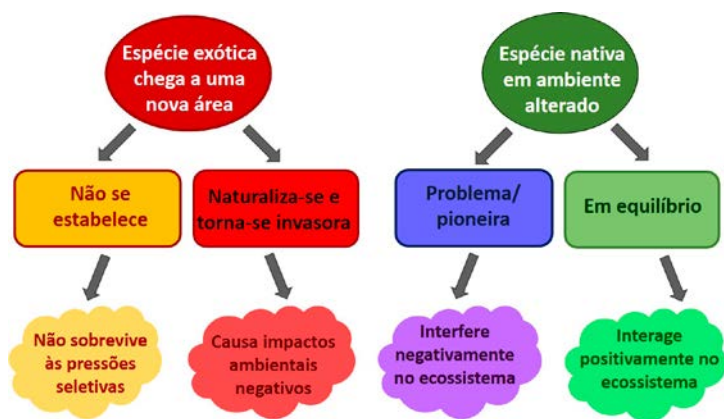 Espécie exótica
chega a uma
nova área
Espécie nativa
em ambiente
alterado
Não se
estabelece
Naturaliza-se e
torna-se invasora
Problema/
pioneira
Em equilíbrio
Não sobrevive
às pressões
seletivas
Causa impactos
ambientais
negativos
Interfere
negativamente
no ecossistema
Interage
positivamente no
ecossistema